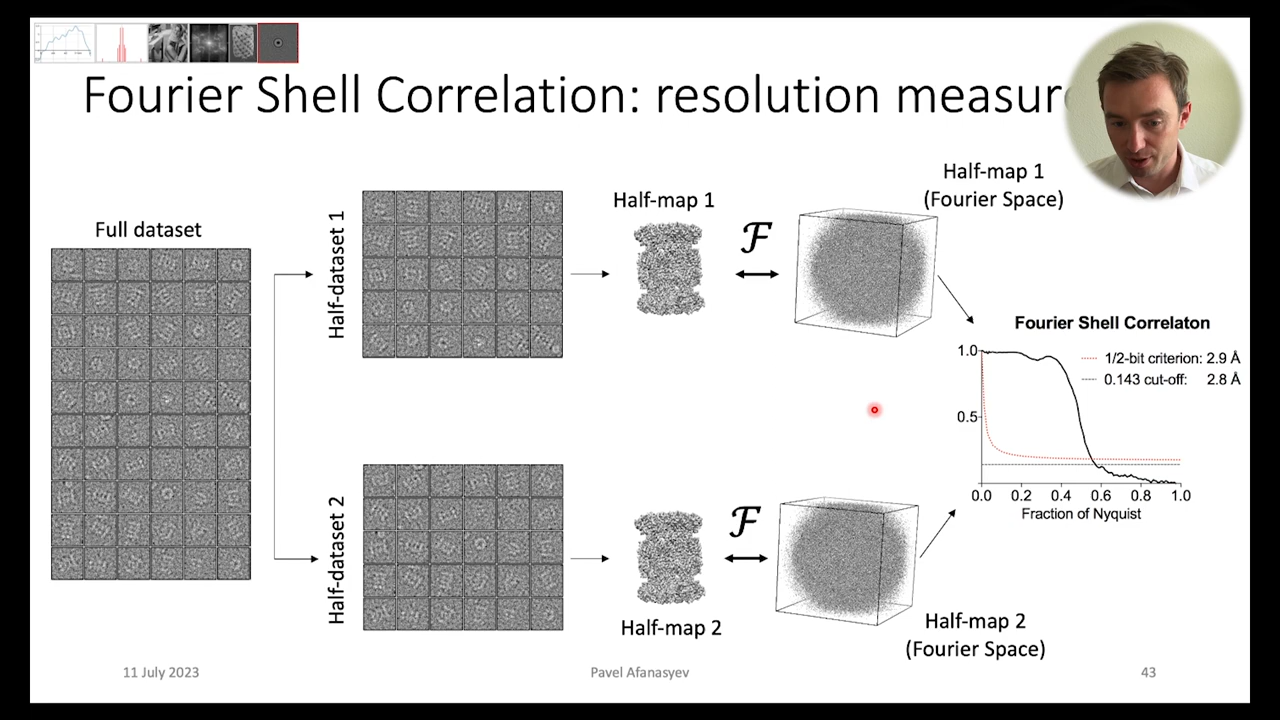 Fourier Shell Correlation: resolution measur
Full dataset
Half-dataset 1
Half-map 1
ℱ
Half-map 1
(Fourier Space)
Half-dataset 2
Half-map 2
ℱ
Half-map 2
(Fourier Space)
Fourier Shell Correlaton
1/2-bit criterion: 2.9 Å
0.143 cut-off: 2.8 Å
1.0
0.5
0.0 0.2 0.4 0.6 0.8 1.0
Fraction of Nyquist
11 July 2023
Pavel Afanasyev
43